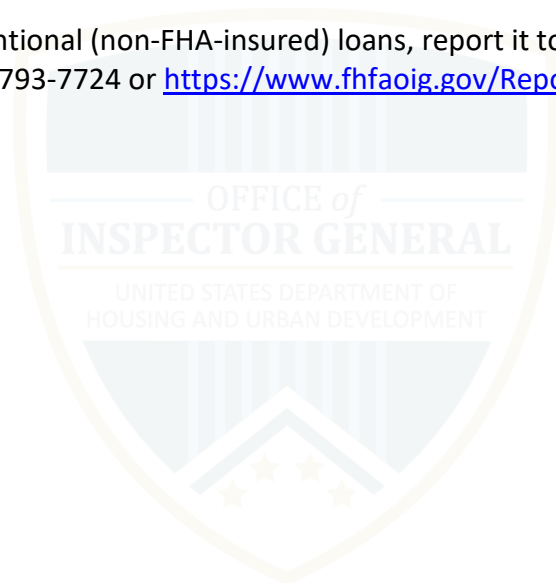 ntional (non-FHA-insured) loans, report it to
793-7724 or https://www.fhfaoig.gov/Repo
OFFICE of
INSPECTOR GENERAL
UNITED STATES DEPARTMENT OF
HOUSING AND URBAN DEVELOPMENT